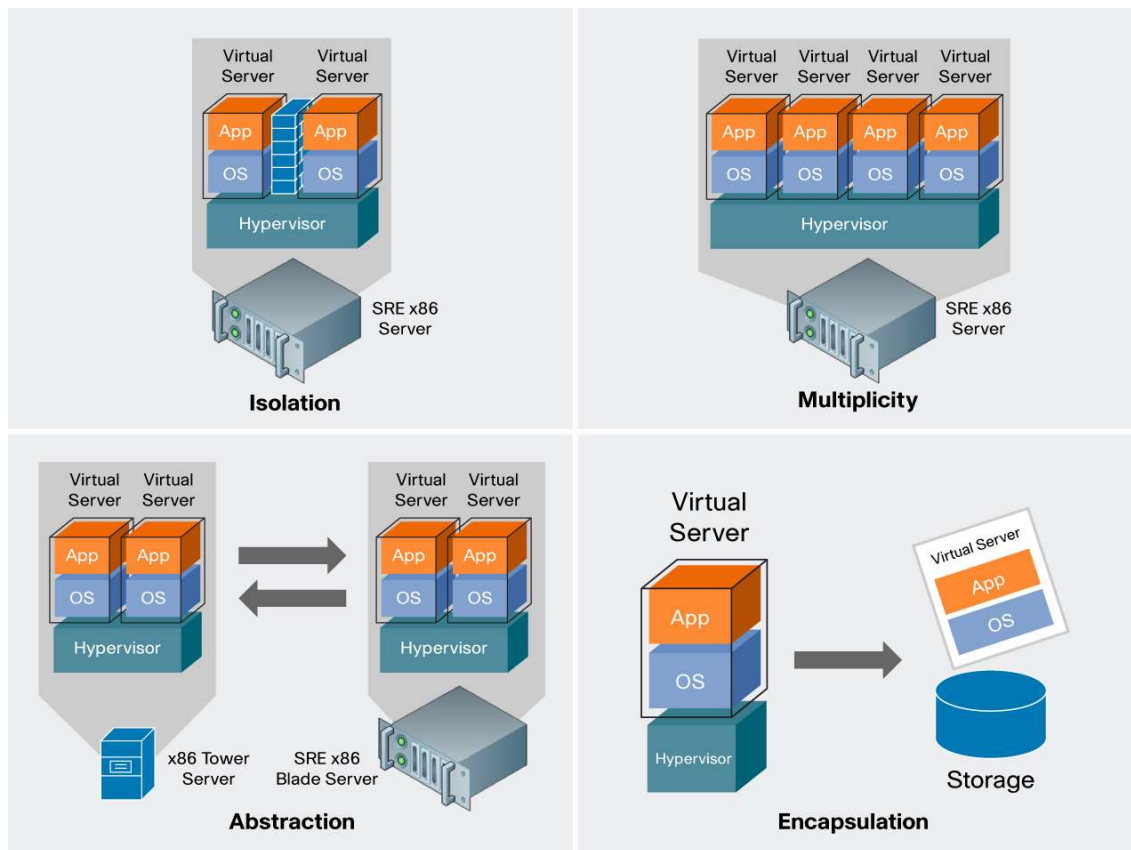 Virtual Server
Virtual Server
App
App
OS
OS
Hypervisor
SRE x86
Server
Isolation
Virtual Server
Virtual Server
Virtual Server
Virtual Server
App
App
App
App
OS
OS
OS
OS
Hypervisor
SRE x86
Server
Multiplicity
Virtual Server
Virtual Server
App
App
OS
OS
Hypervisor
x86 Tower
Server
Virtual Server
Virtual Server
App
App
OS
OS
Hypervisor
SRE x86
Blade Server
Abstraction
Virtual
Server
App
OS
Hypervisor
Virtual Server
App
OS
Storage
Encapsulation